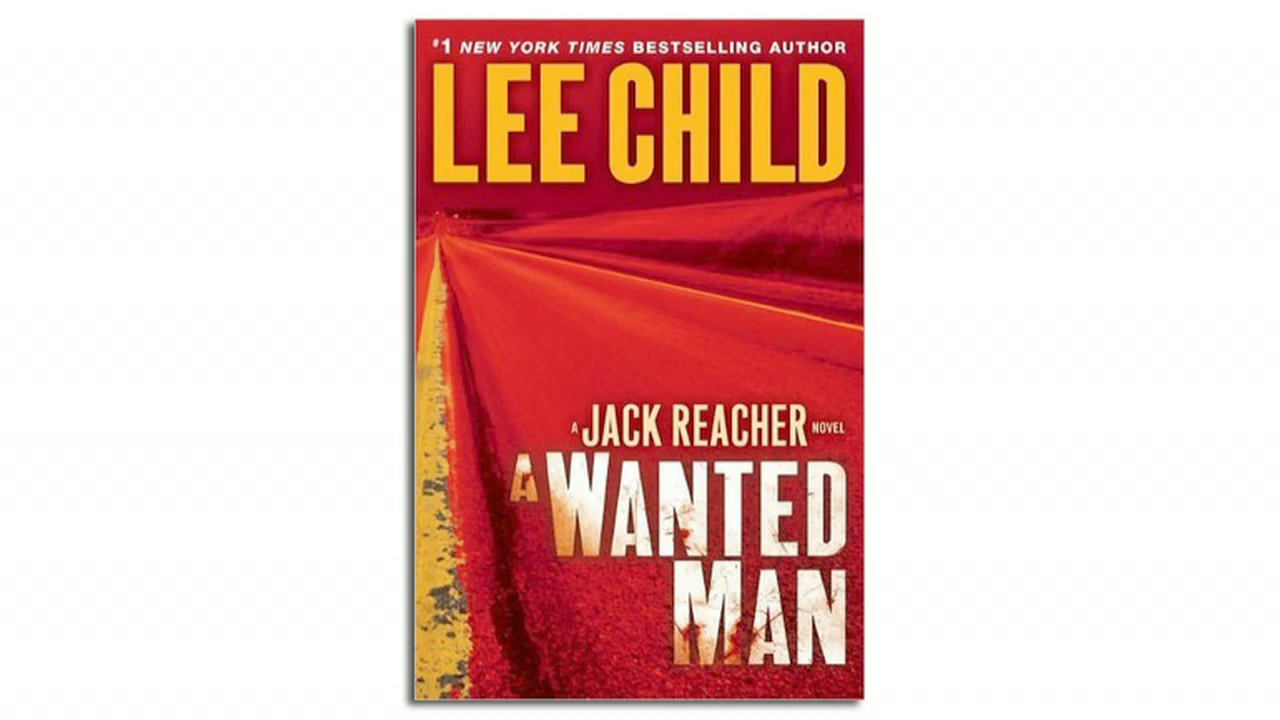 #1 NEW YORK TIMES BESTSELLING AUTHOR
LEE CHILD
A JACK REACHER NOVEL
A WANTED
MAN